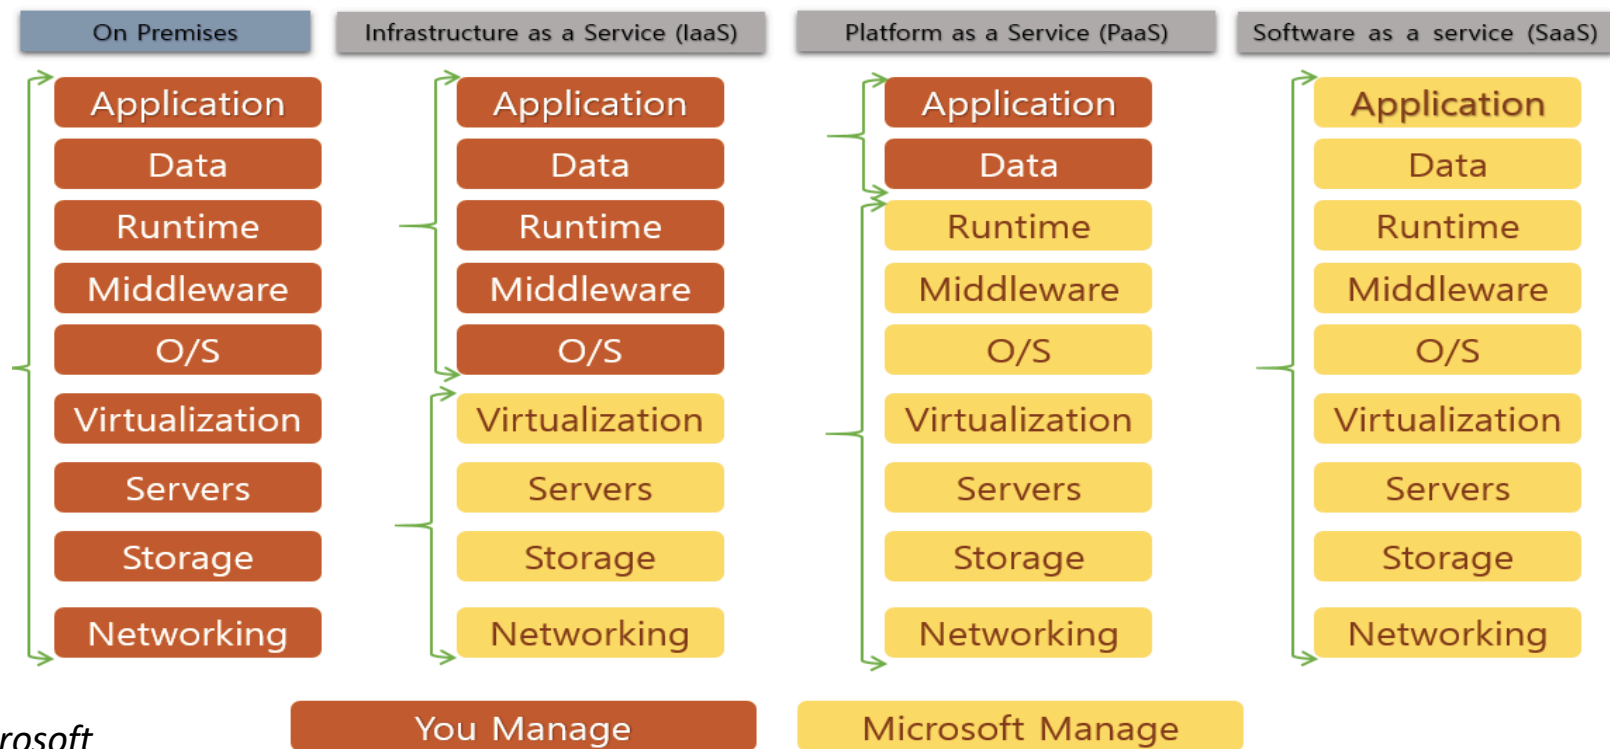 On Premises
Infrastructure as a Service (IaaS)
Platform as a Service (PaaS)
Software as a service (SaaS)
Application
Data
Runtime
Middleware
O/S
Virtualization
Servers
Storage
Networking
Application
Data
Runtime
Middleware
O/S
Virtualization
Servers
Storage
Networking
Application
Data
Runtime
Middleware
O/S
Virtualization
Servers
Storage
Networking
Application
Data
Runtime
Middleware
O/S
Virtualization
Servers
Storage
Networking
rosoft
You Manage
Microsoft Manage